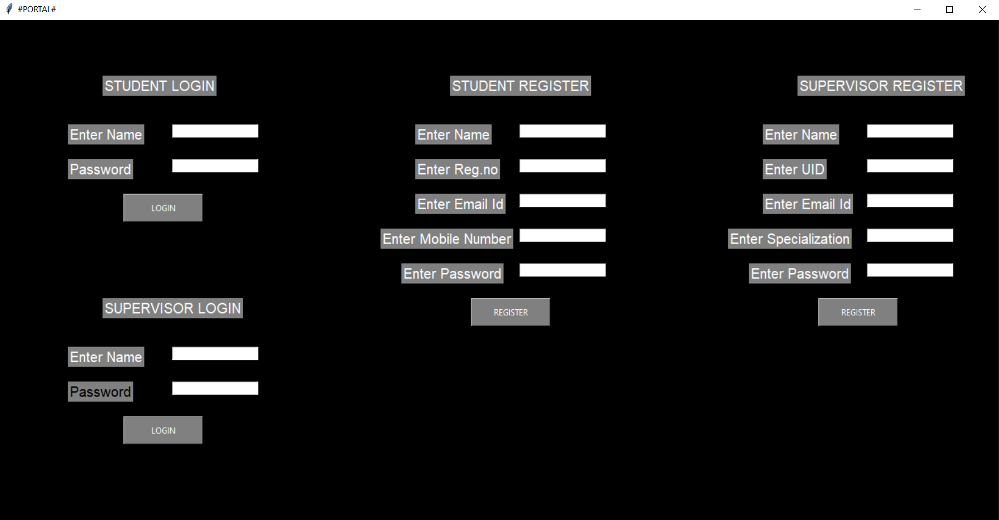 #PORTAL#
STUDENT LOGIN
Enter Name
Password
LOGIN
SUPERVISOR LOGIN
Enter Name
Password
LOGIN
STUDENT REGISTER
Enter Name
Enter Reg.no
Enter Email Id
Enter Mobile Number
Enter Password
REGISTER
SUPERVISOR REGISTER
Enter Name
Enter UID
Enter Email Id
Enter Specialization
Enter Password
REGISTER